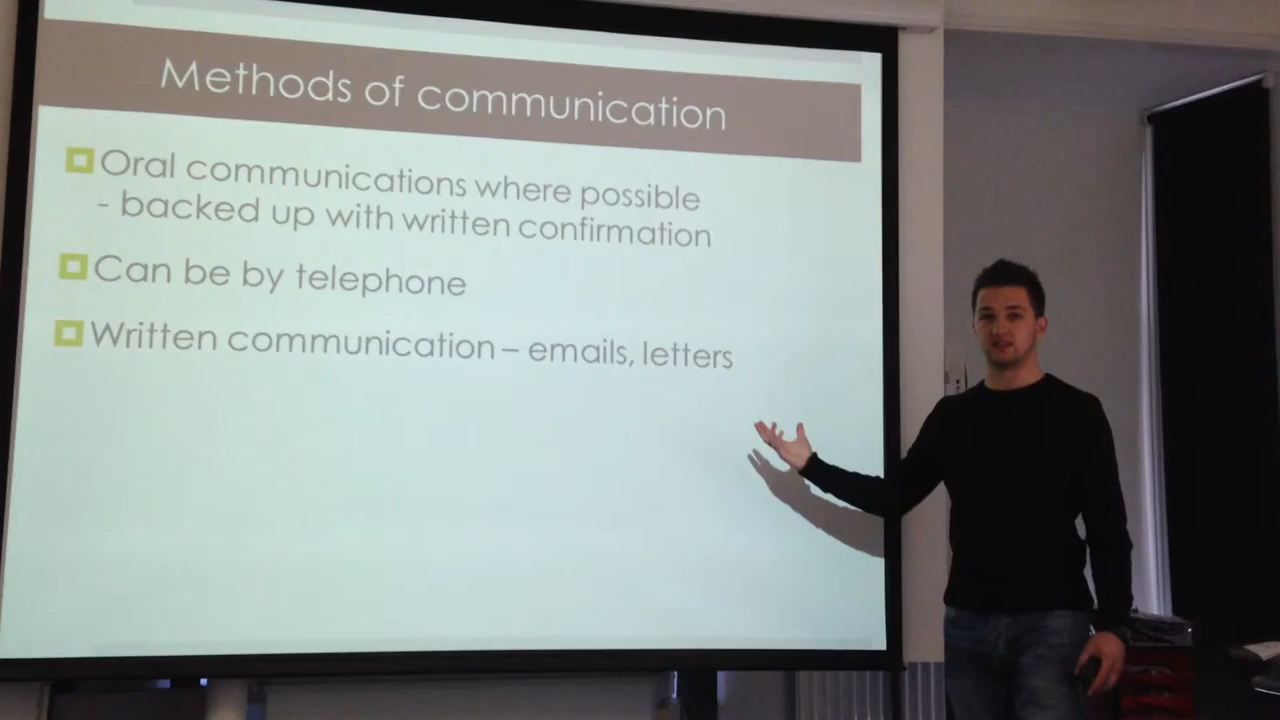 Methods of communication
Oral communications where possible
- backed up with written confirmation
Can be by telephone
Written communication – emails, letters